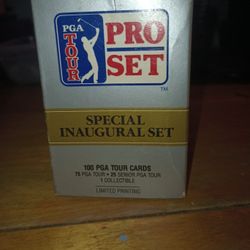 PGA
TOUR
PRO
SET
SPECIAL
INAUGURAL SET
100 PGA TOUR CARDS
75 PGA TOUR • 25 SENIOR PGA TOUR
1 COLLECTIBLE
LIMITED PRINTING